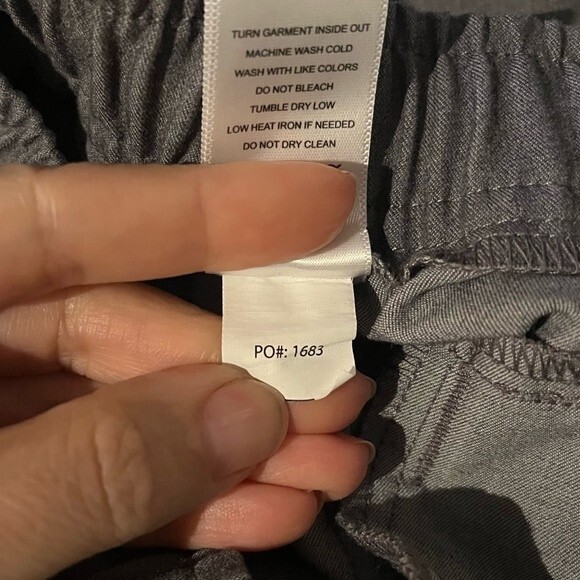 TURN GARMENT INSIDE OUT
MACHINE WASH COLD
WASH WITH LIKE COLORS
DO NOT BLEACH
TUMBLE DRY LOW
LOW HEAT IRON IF NEEDED
DO NOT DRY CLEAN
PO#: 1683